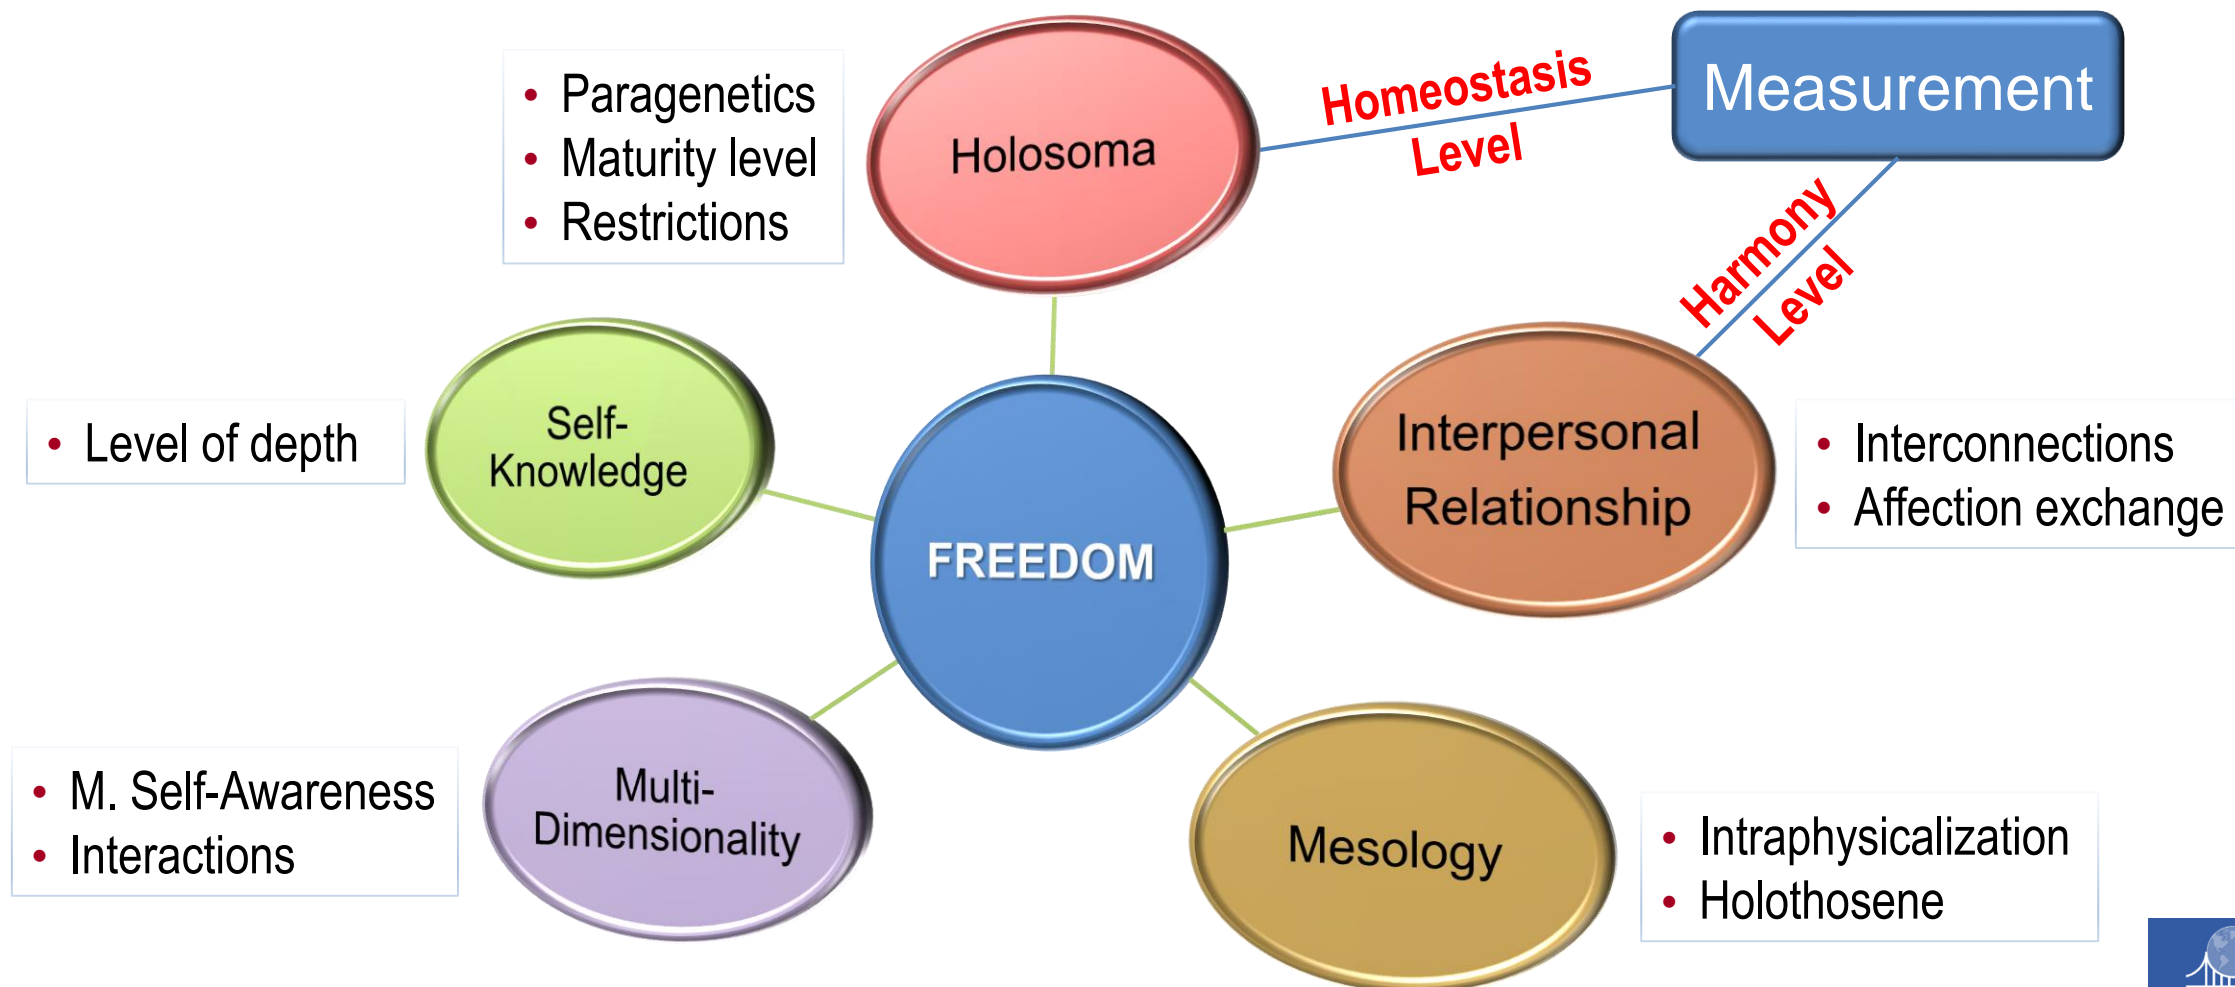 • Paragenetics
• Maturity level
• Restrictions
Holosoma
Homeostasis
Level
Measurement
Harmony
Level
• Level of depth
Self-
Knowledge
FREEDOM
Interpersonal
Relationship
• Interconnections
• Affection exchange
• M. Self-Awareness
• Interactions
Multi-
Dimensionality
Mesology
• Intraphysicalization
• Holothosene